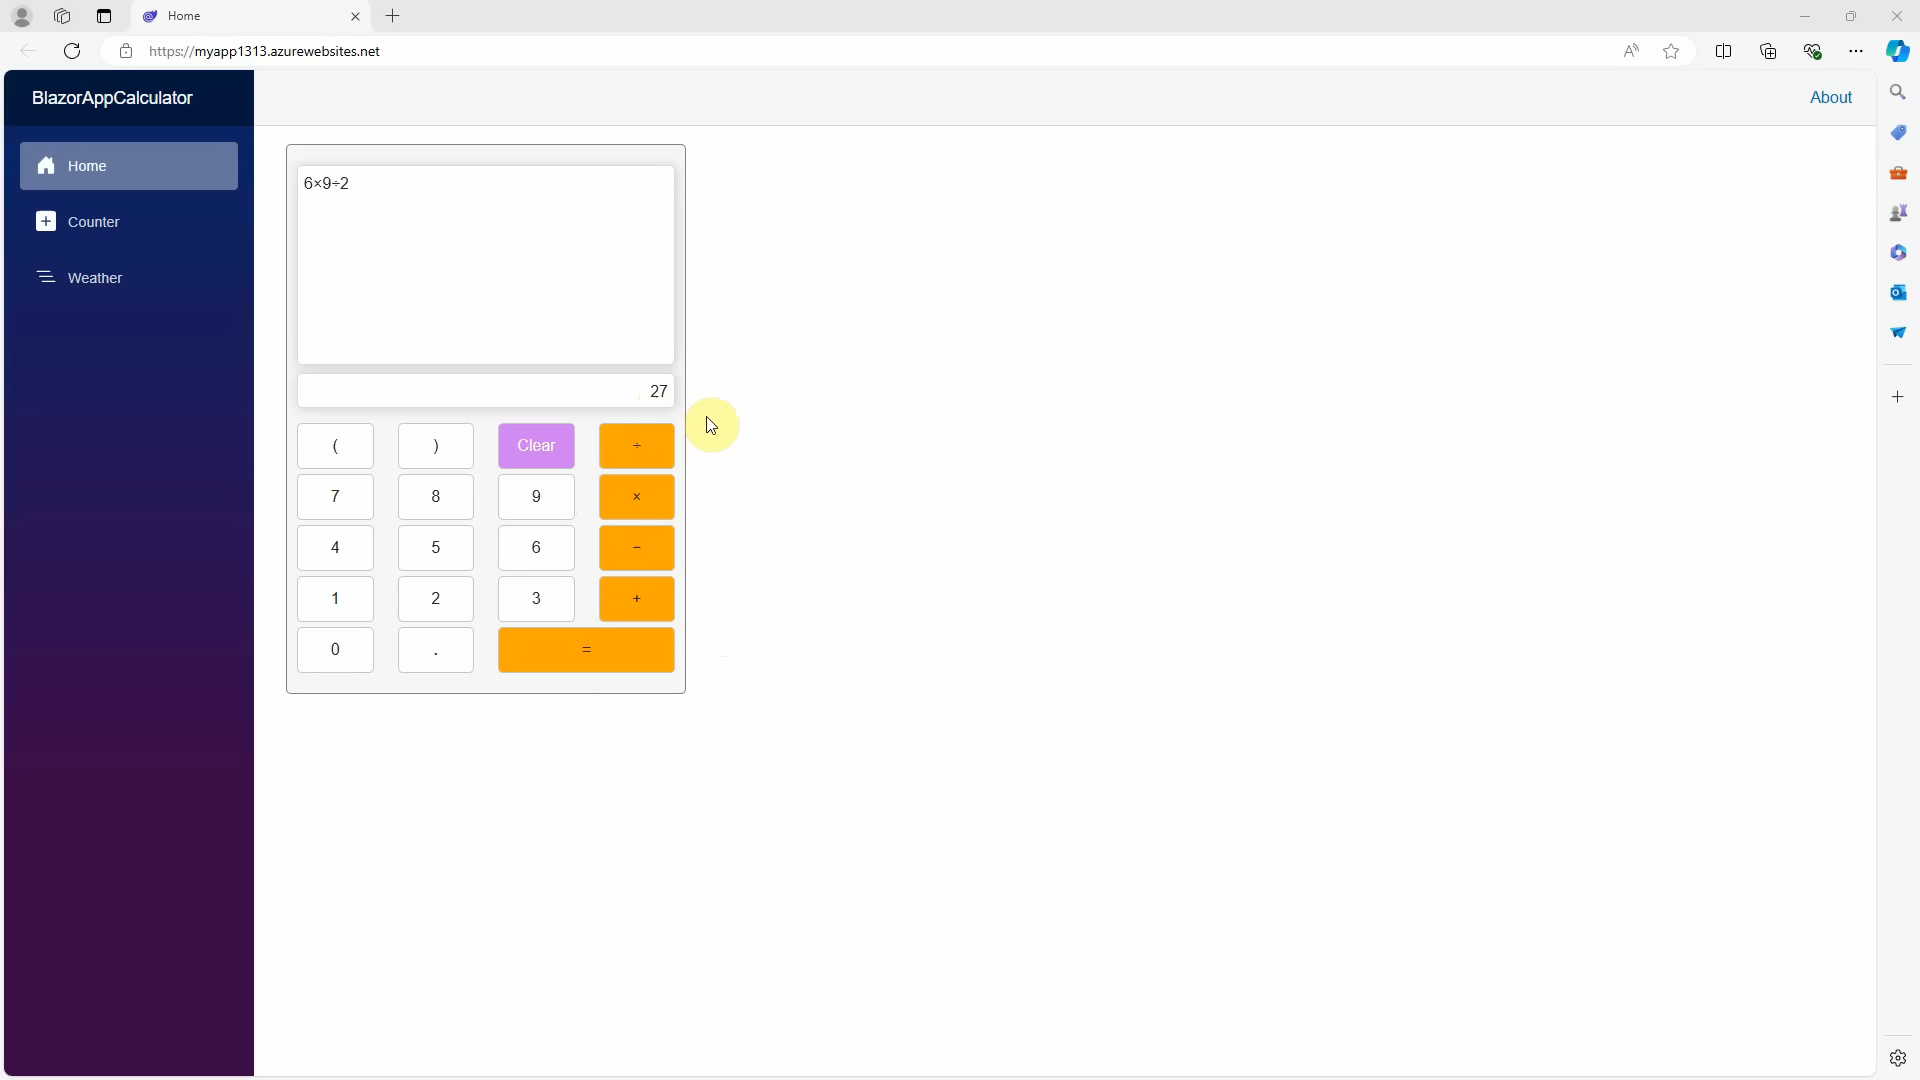 Home
https://myapp1313.azurewebsites.net
BlazorAppCalculator
About
Home
Counter
Weather
6×9÷2
27
( ) Clear ÷
7 8 9 ×
4 5 6 −
1 2 3 +
0 . =